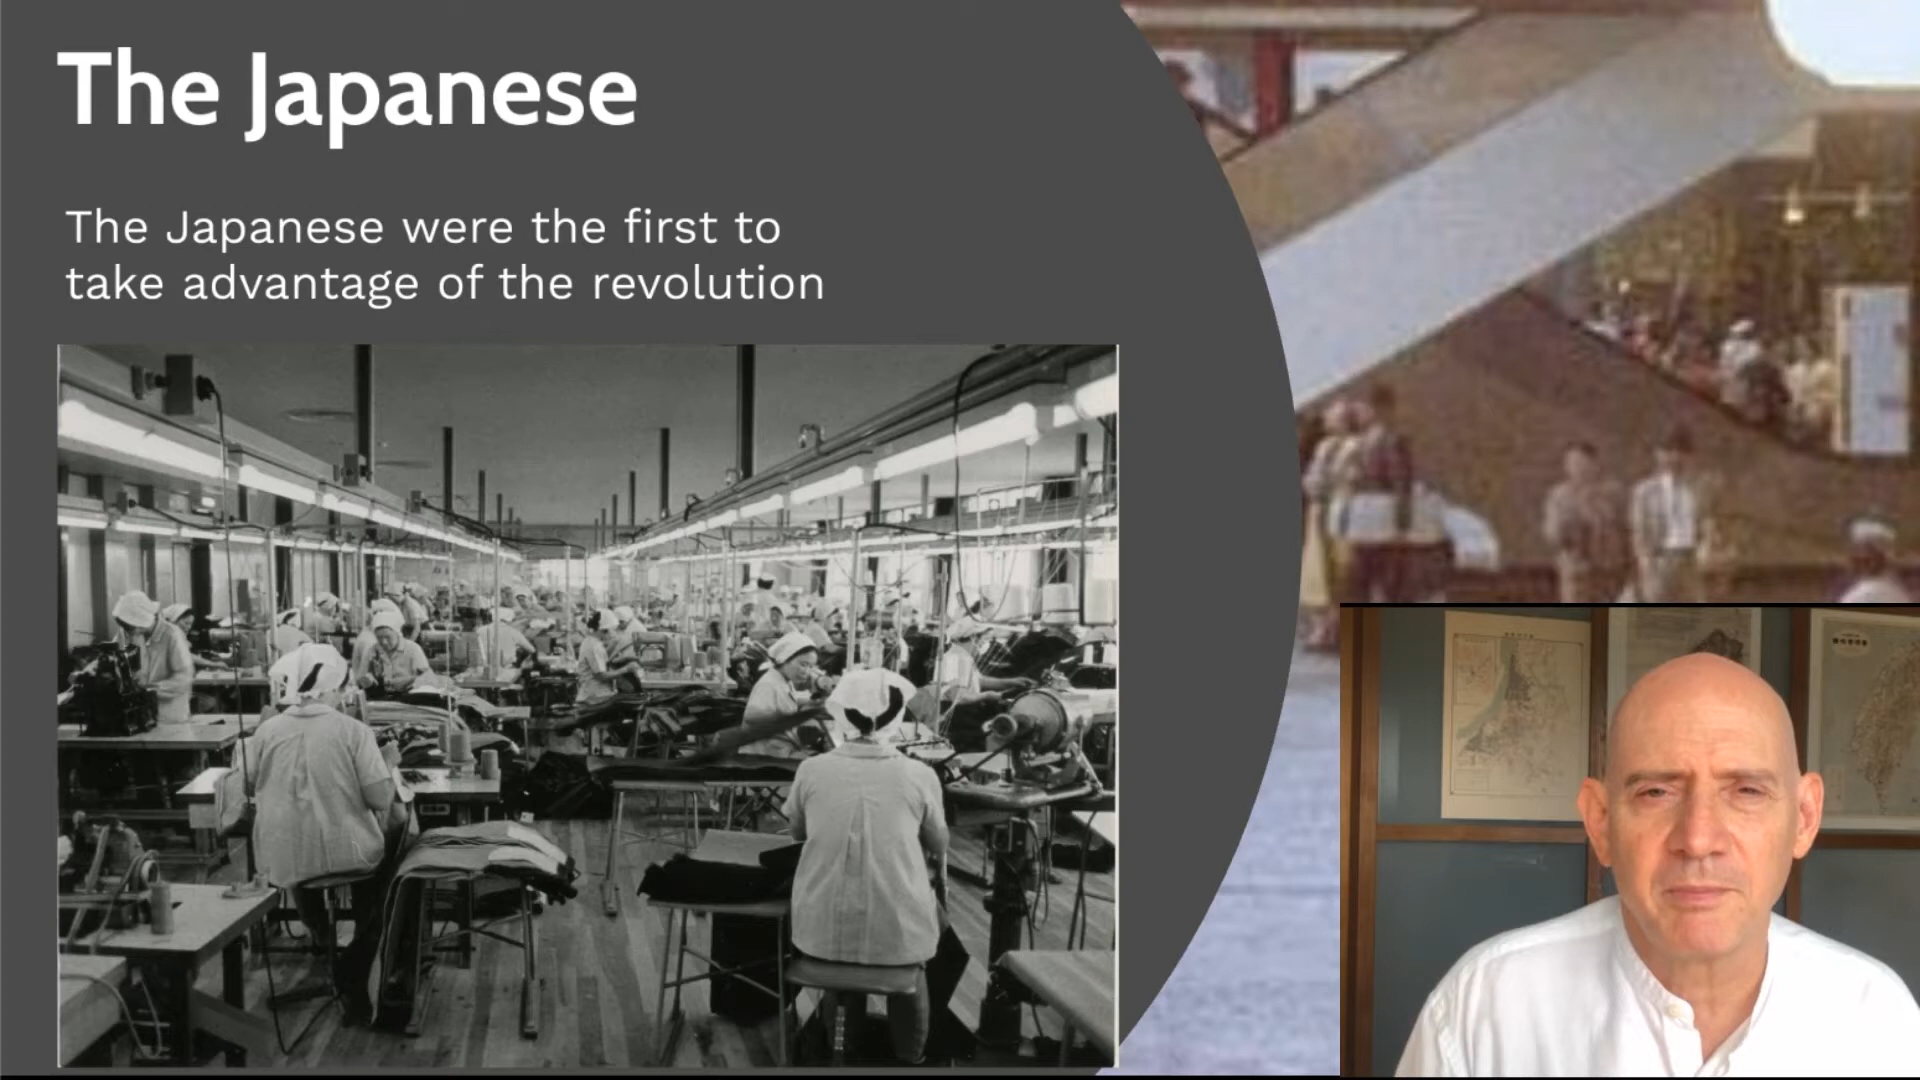 The Japanese
The Japanese were the first to
take advantage of the revolution